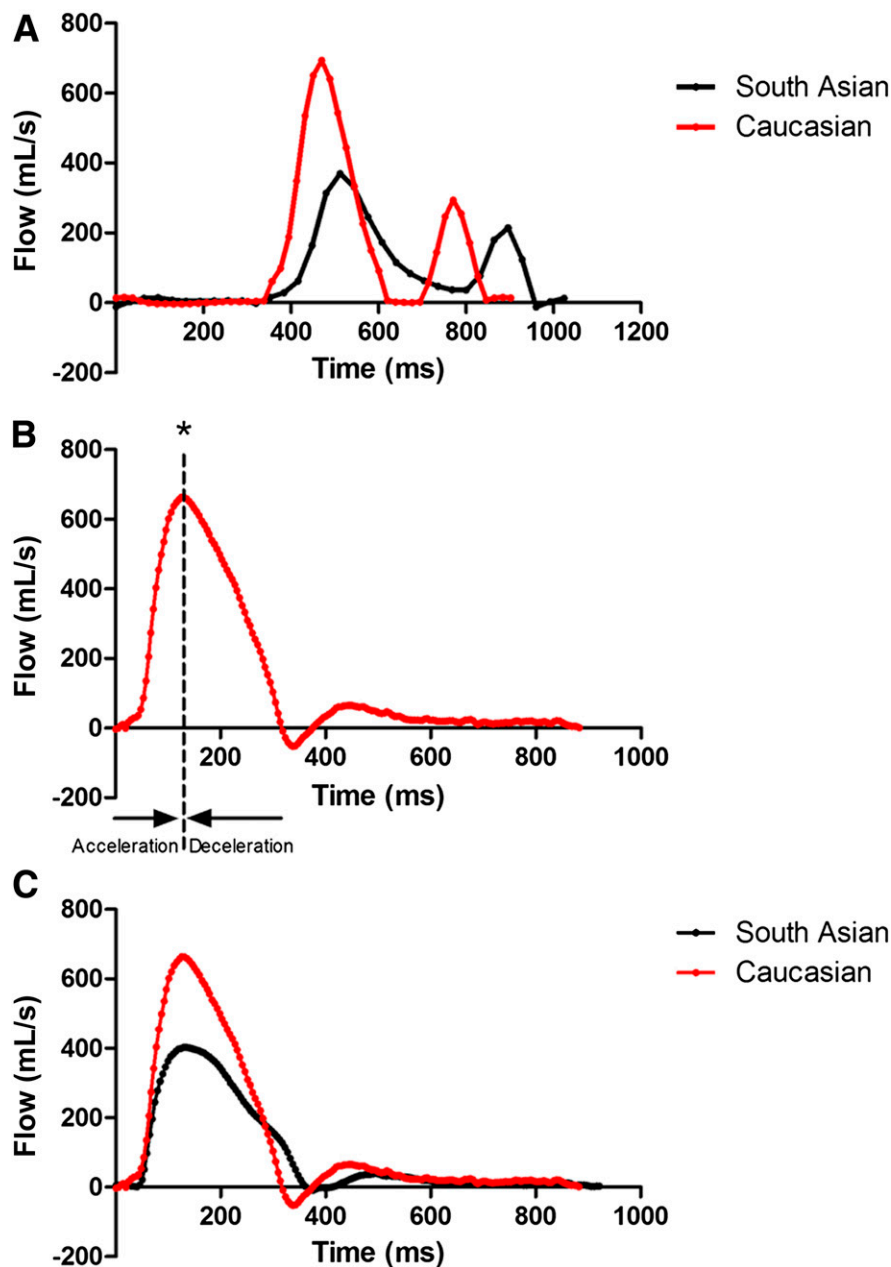 A
800
600
400
200
0
-200
Flow (mL/s)
200 400 600 800 1000 1200
Time (ms)
South Asian
Caucasian
B
*
800
600
400
200
0
-200
Flow (mL/s)
200 400 600 800 1000
Time (ms)
Acceleration Deceleration
C
800
600
400
200
0
-200
Flow (mL/s)
200 400 600 800 1000
Time (ms)
South Asian
Caucasian